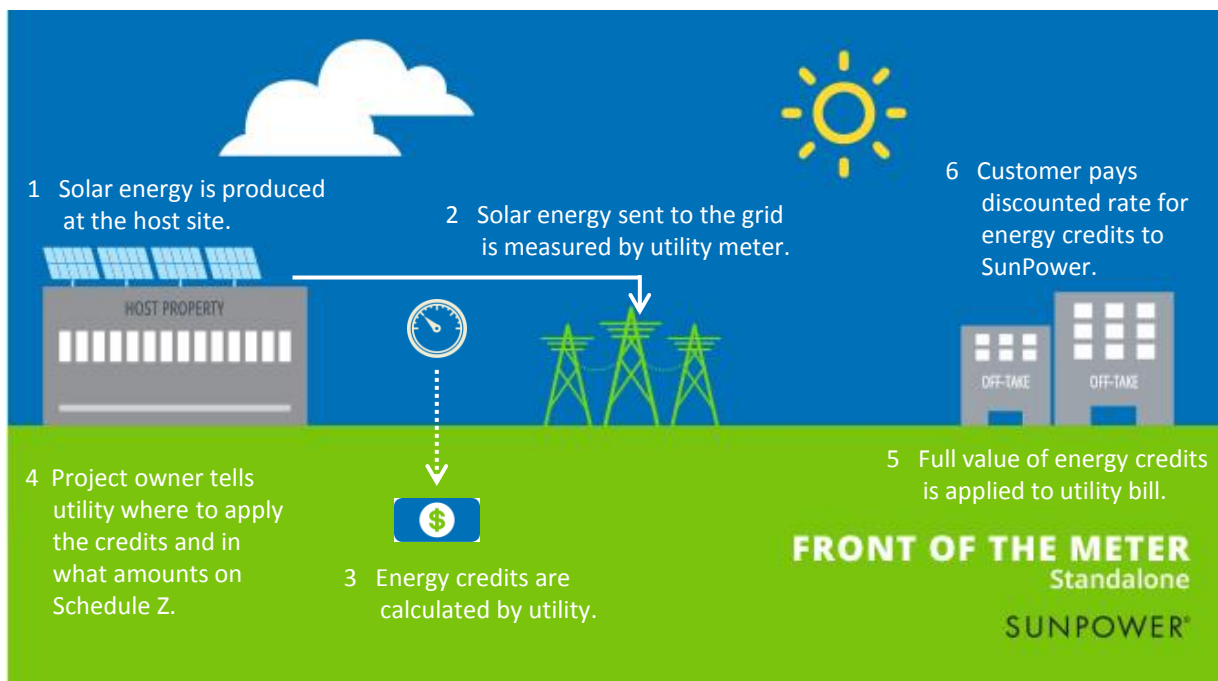 1 Solar energy is produced
at the host site.
2 Solar energy sent to the grid
is measured by utility meter.
6 Customer pays
discounted rate for
energy credits to
SunPower.
HOST PROPERTY
OFF-TAKE
OFF-TAKE
4 Project owner tells
utility where to apply
the credits and in
what amounts on
Schedule Z.
$
3 Energy credits are
calculated by utility.
5 Full value of energy credits
is applied to utility bill.
FRONT OF THE METER
Standalone
SUNPOWER®